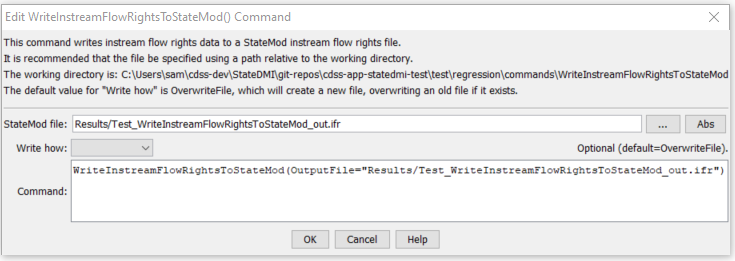 Edit WriteInstreamFlowRightsToStateMod() Command
This command writes instream flow rights data to a StateMod instream flow rights file.
It is recommended that the file be specified using a path relative to the working directory.
The working directory is: C:\Users\sam\cdss-dev\StateDMI\git-repos\cdss-app-statedmi-test\test\regression\commands\WriteInstreamFlowRightsToStateMod
The default value for "Write how" is OverwriteFile, which will create a new file, overwriting an old file if it exists.
StateMod file: Results/Test_WriteInstreamFlowRightsToStateMod_out.ifr ... Abs
Write how: Optional (default=OverwriteFile).
Command: WriteInstreamFlowRightsToStateMod(OutputFile="Results/Test_WriteInstreamFlowRightsToStateMod_out.ifr")
OK Cancel Help